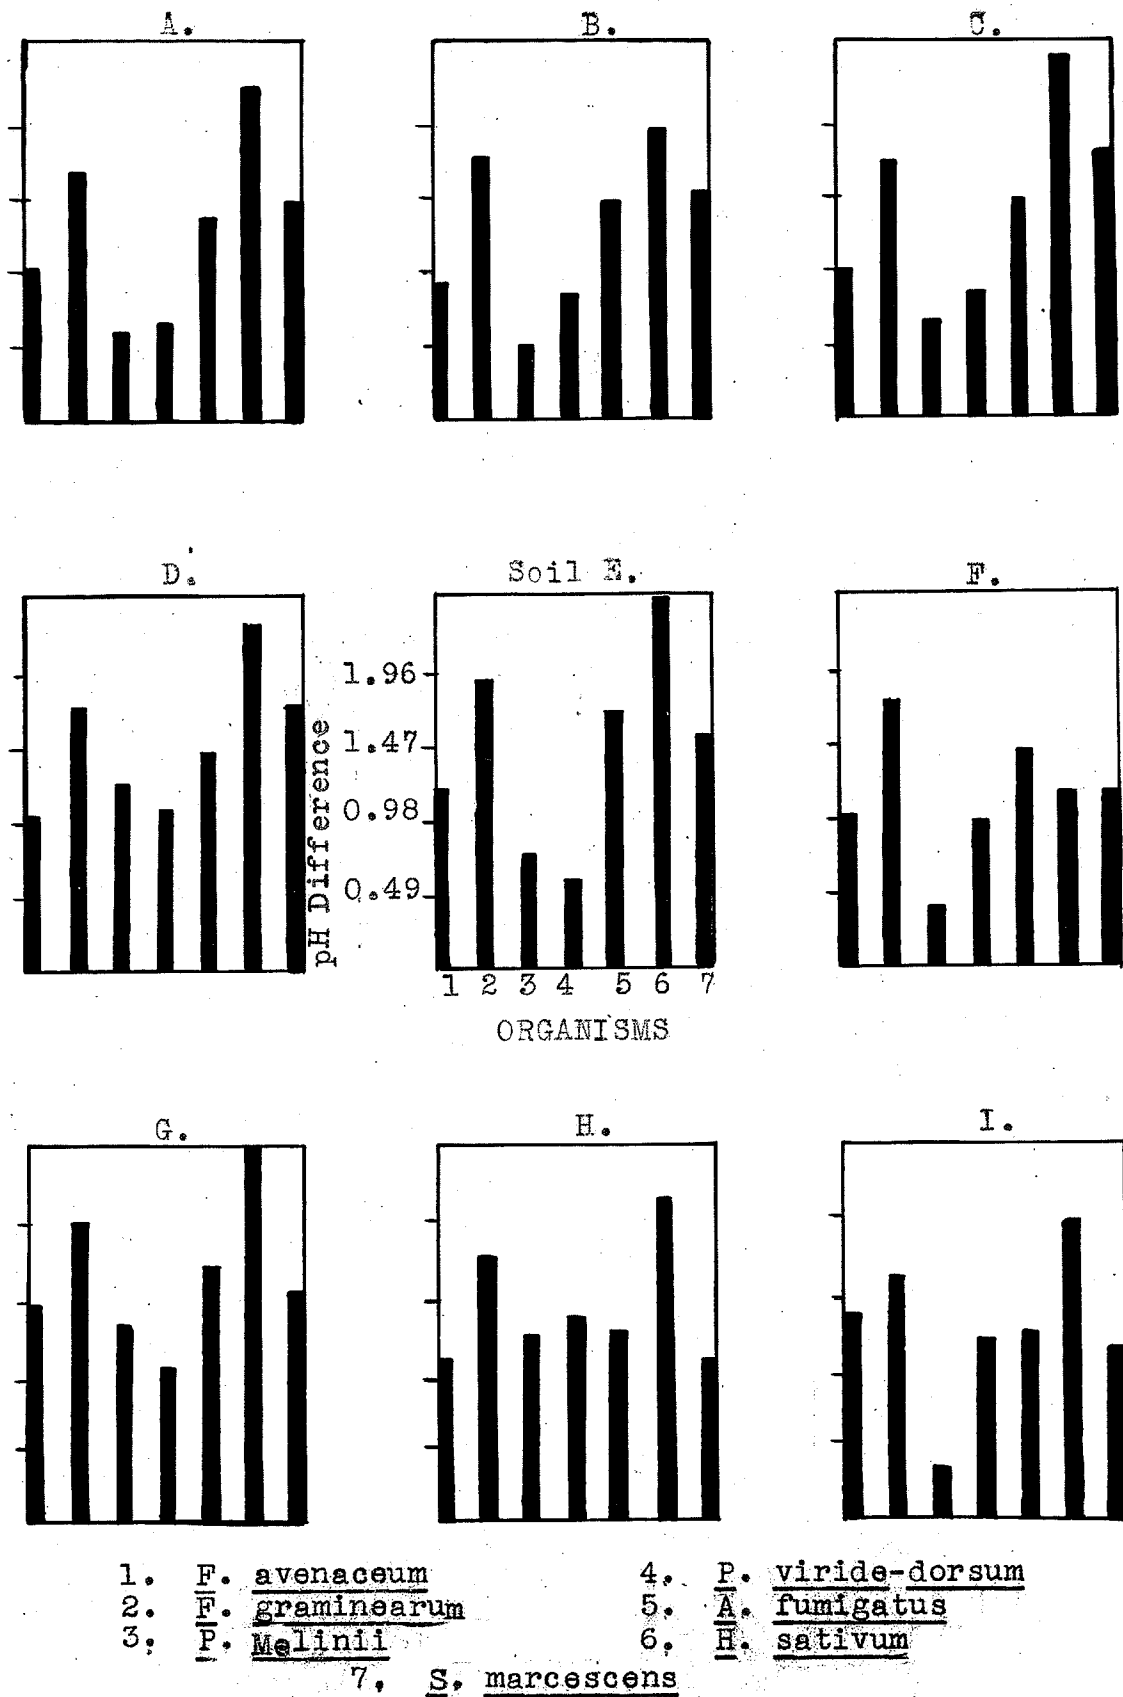 A.
B.
C.
D.
Soil E.
F.
pH Difference
1.96
1.47
0.98
0.49
1 2 3 4 5 6 7
ORGANISMS
G.
H.
I.
1. F. avenaceum
2. F. graminearum
3. P. Melinii
4. P. viride-dorsum
5. A. fumigatus
6. H. sativum
7. S. marcescens